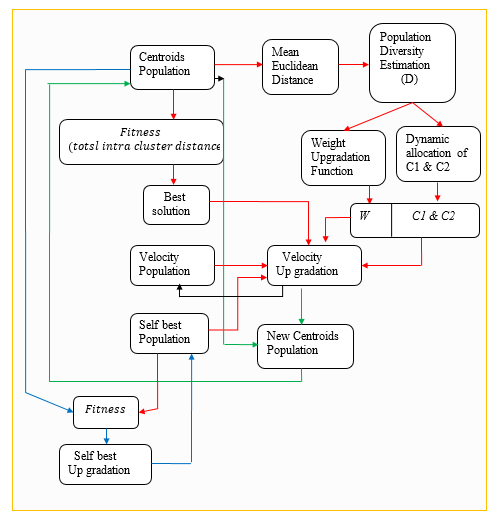 Centroids
Population
Mean
Euclidean
Distance
Population
Diversity
Estimation
(D)
Fitness
(totsl intra cluster distance
Weight
Upgradation
Function
Dynamic
allocation of
C1 & C2
Best
solution
W
C1 & C2
Velocity
Population
Velocity
Up gradation
Self best
Population
New Centroids
Population
Fitness
Self best
Up gradation